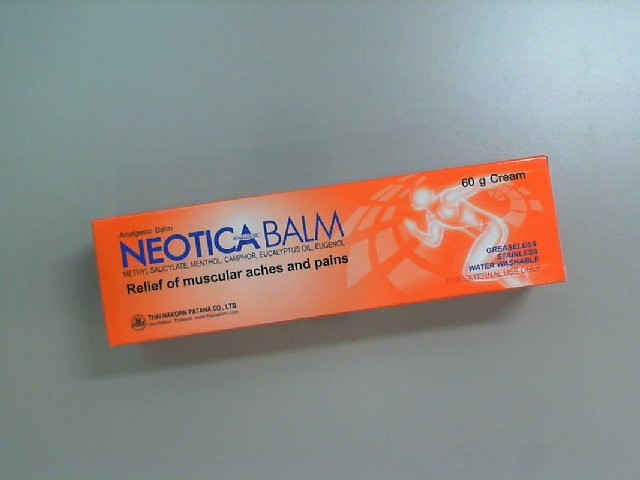 60 g Cream
Analgesic Balm
NEOTICA BALM
METHYL SALICYLATE, MENTHOL, CAMPHOR, EUCALYPTUS OIL, EUGENOL
Relief of muscular aches and pains
GREASELESS
STAINLESS
WATER WASHABLE
FOR EXTERNAL USE ONLY
THAI NAKORN PATANA CO., LTD.